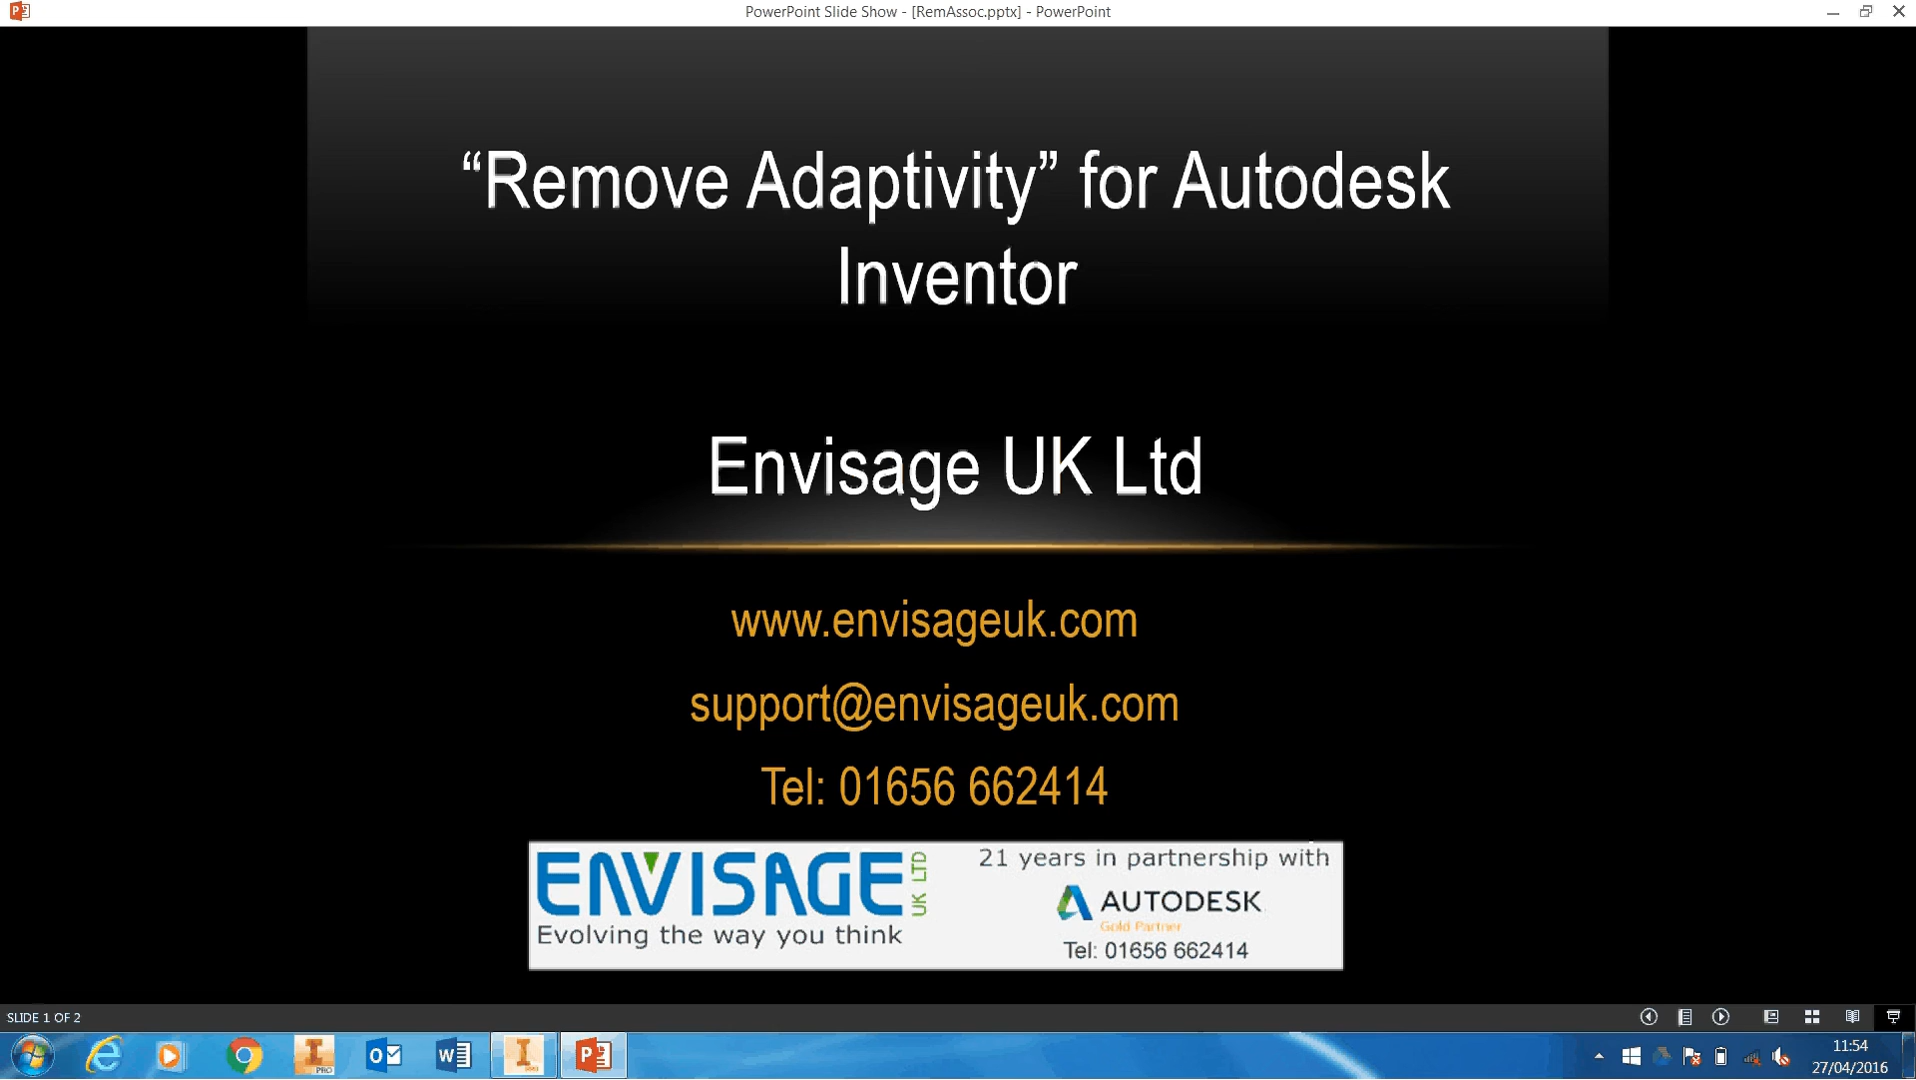 PowerPoint Slide Show - [RemAssoc.pptx] - PowerPoint
“Remove Adaptivity” for Autodesk
Inventor
Envisage UK Ltd
www.envisageuk.com
support@envisageuk.com
Tel: 01656 662414
ENVISAGE UK LTD
Evolving the way you think
21 years in partnership with
AUTODESK
Gold Partner
Tel: 01656 662414
SLIDE 1 OF 2
PRO
11:54
27/04/2016